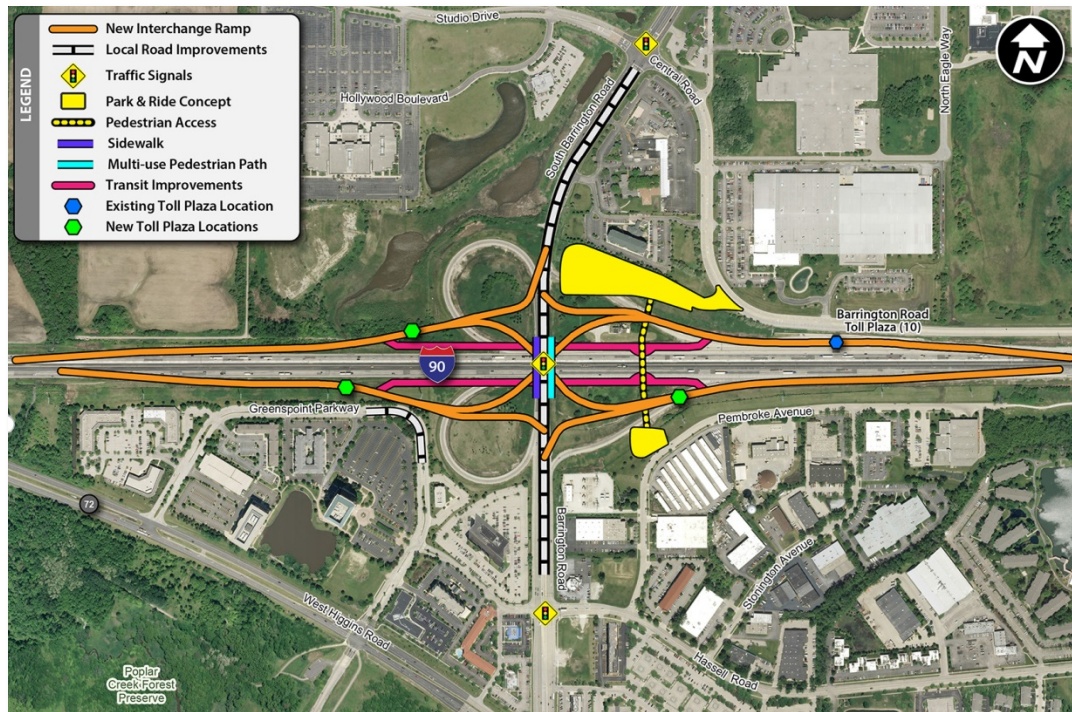 LEGEND
New Interchange Ramp
Local Road Improvements
Traffic Signals
Park & Ride Concept
Pedestrian Access
Sidewalk
Multi-use Pedestrian Path
Transit Improvements
Existing Toll Plaza Location
New Toll Plaza Locations
Studio Drive
N
Central Road
North Eagle Way
Hollywood Boulevard
South Barrington Road
Barrington Road
Toll Plaza (10)
90
Greenspoint Parkway
Pembroke Avenue
72
Barrington Road
Stonington Avenue
West Higgins Road
Hassell Road
Poplar
Creek Forest
Preserve